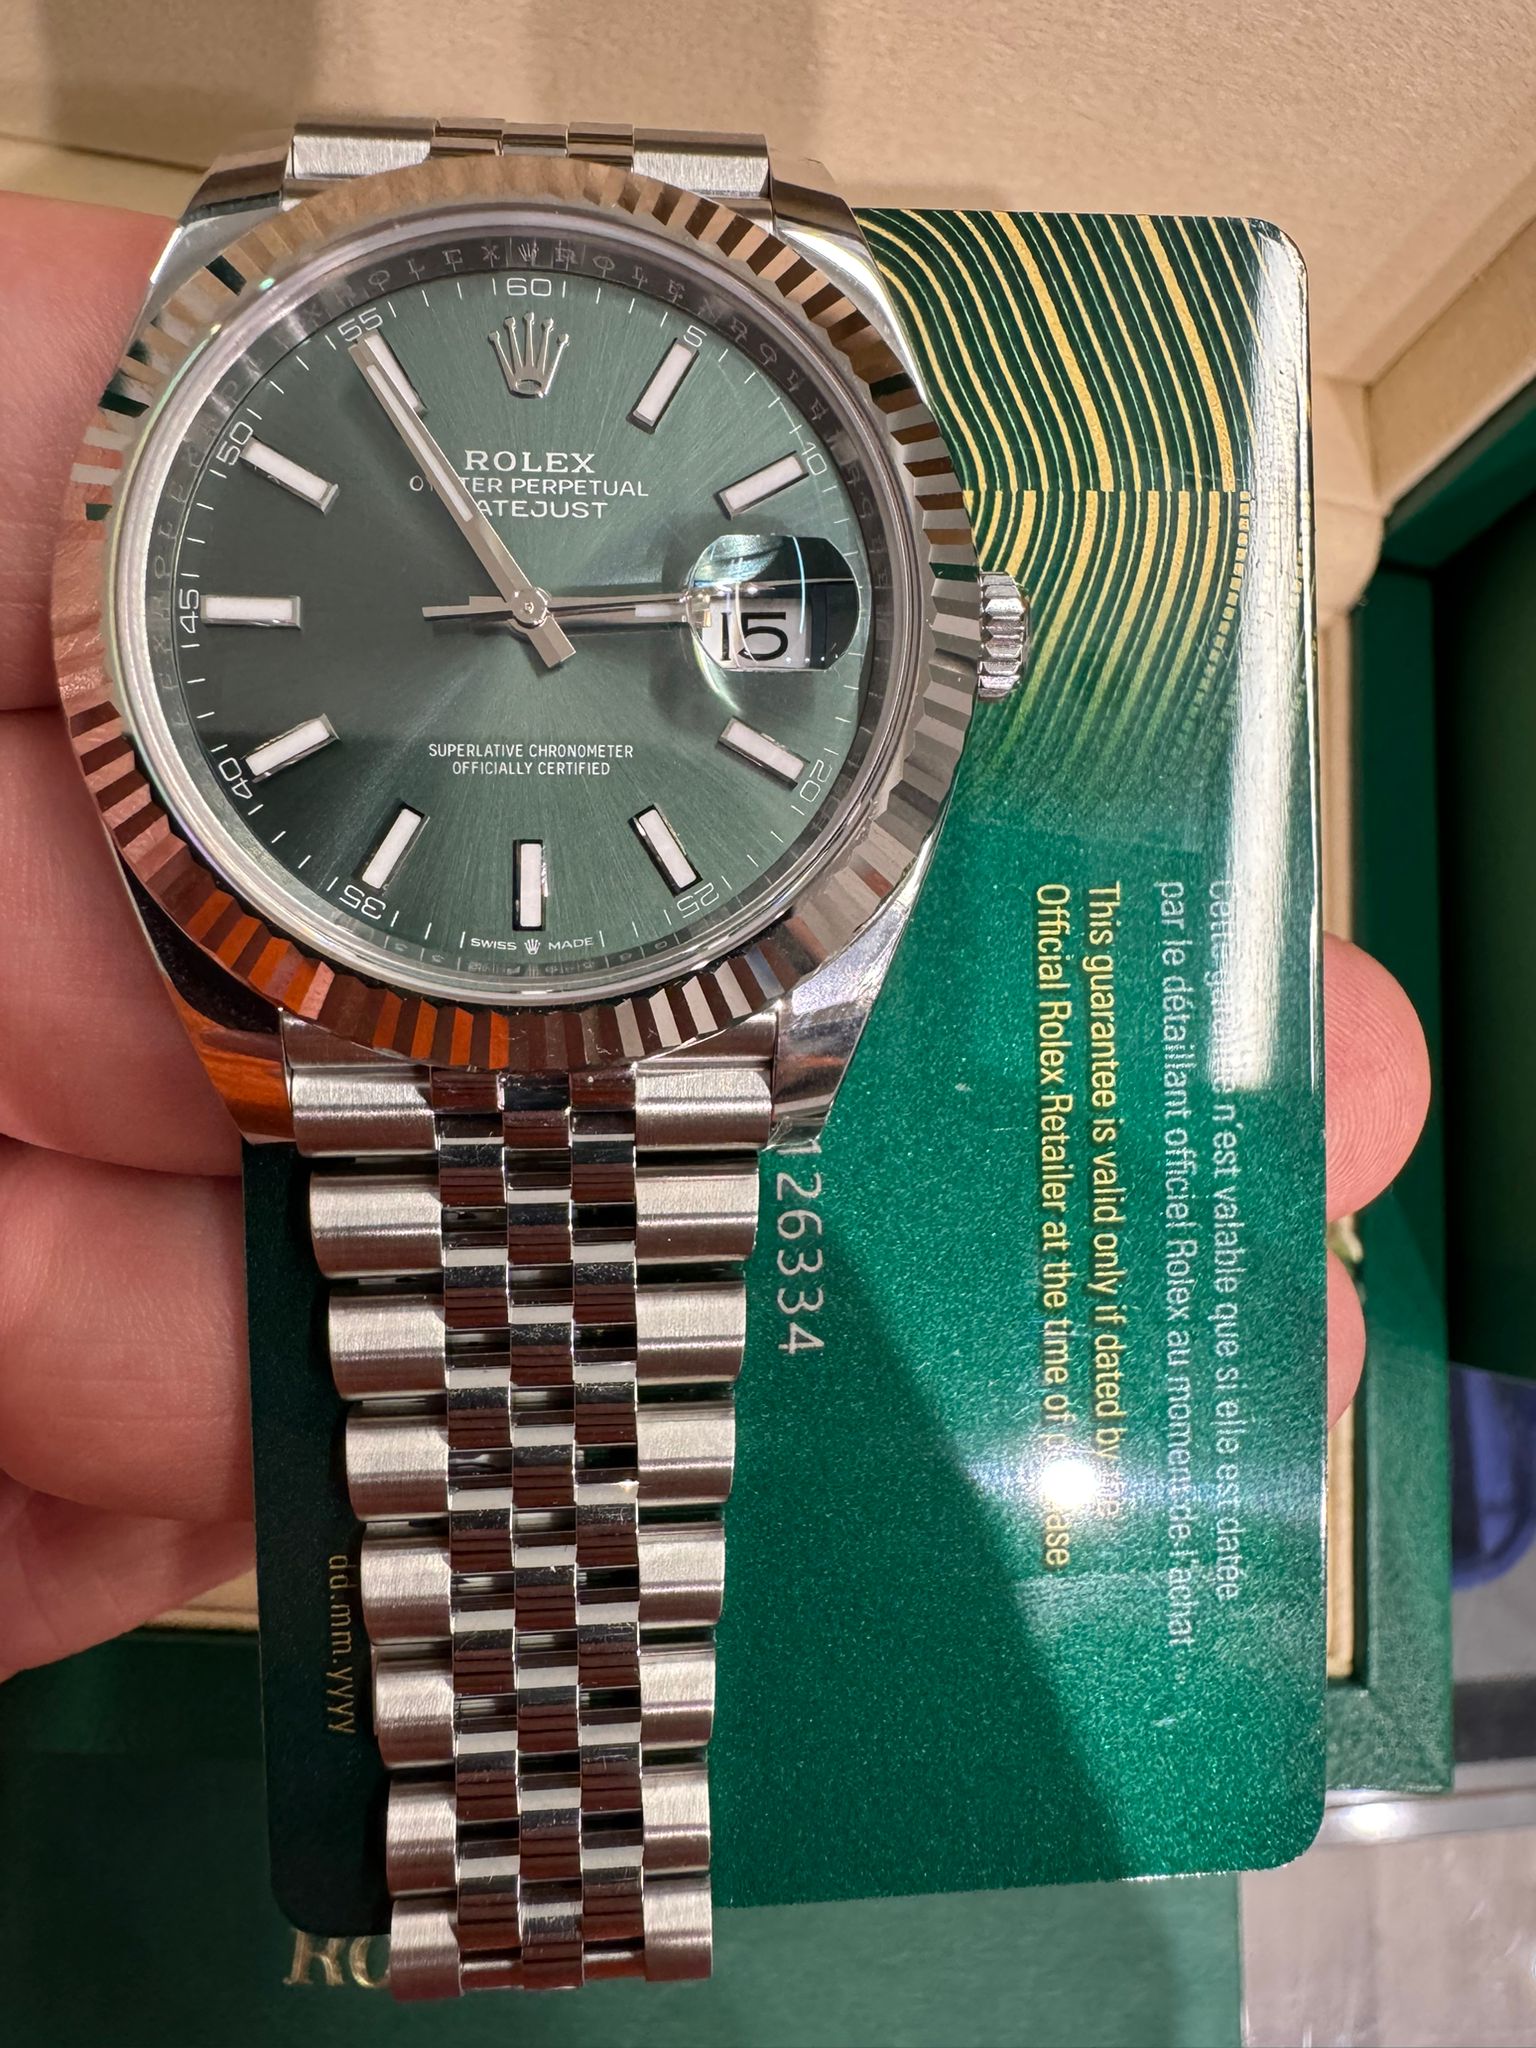 60
5
10
20
25
35
40
45
50
55
ROLEX
PERPETUAL
15
SUPERLATIVE CHRONOMETER
OFFICIALLY CERTIFIED
SWISS MADE
126334
Cette garantie n'est valable que si elle est datée
par le détaillant officiel Rolex au moment de l'achat
This guarantee is valid only if dated by the
Official Rolex Retailer at the time of purchase
dd.mm.yyyy